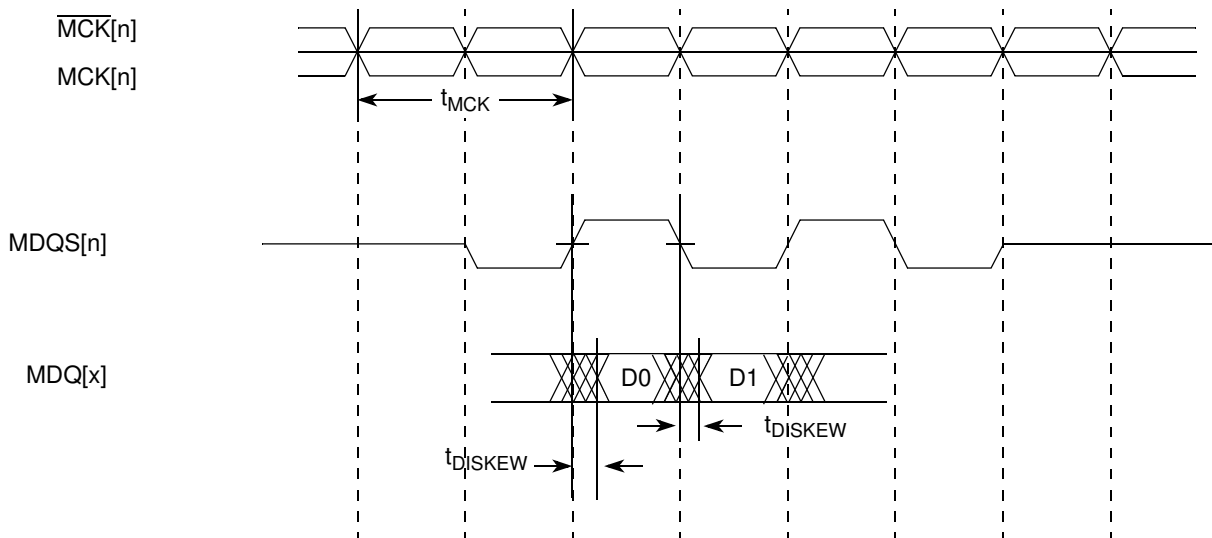 MCK[n]
MCK[n]
tMCK
MDQS[n]
MDQ[x]
D0
D1
tDISKEW
tDISKEW